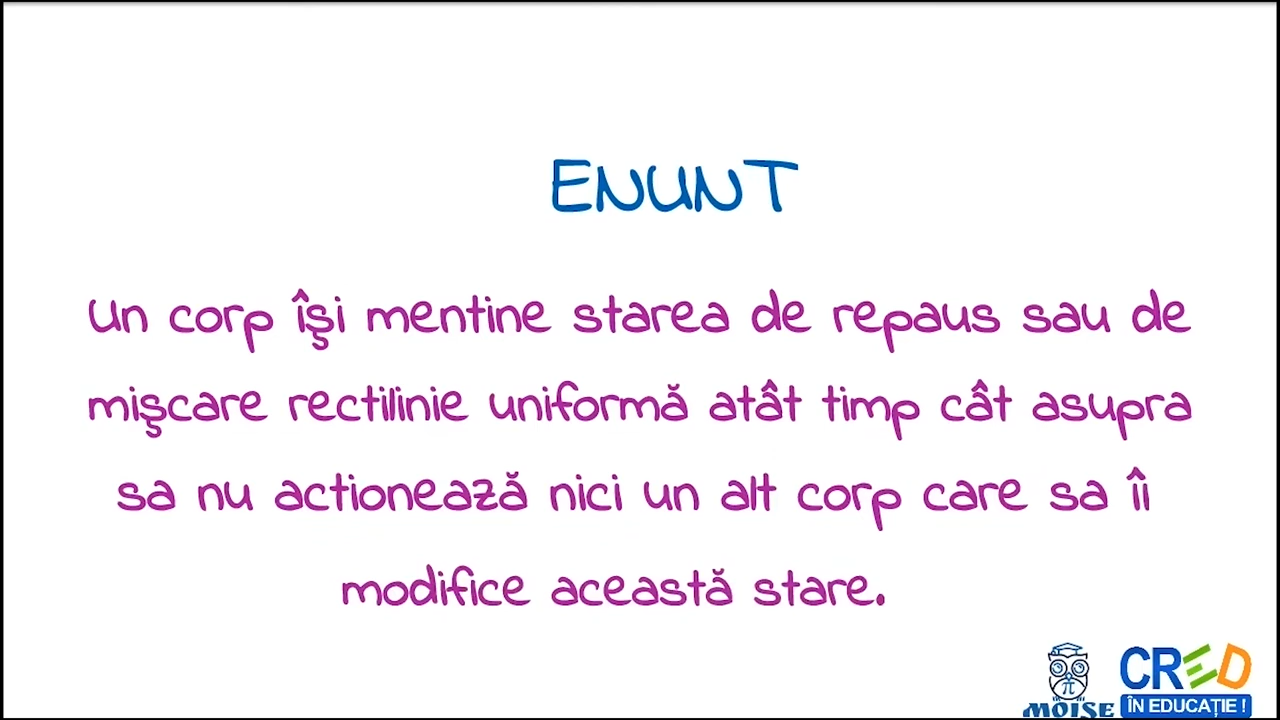 ENUNT
Un corp îşi mentine starea de repaus sau de
mişcare rectilinie uniformă atât timp cât asupra
sa nu actionează nici un alt corp care sa îi
modifice această stare.
π
MOISE
CRED
ÎN EDUCAȚIE !